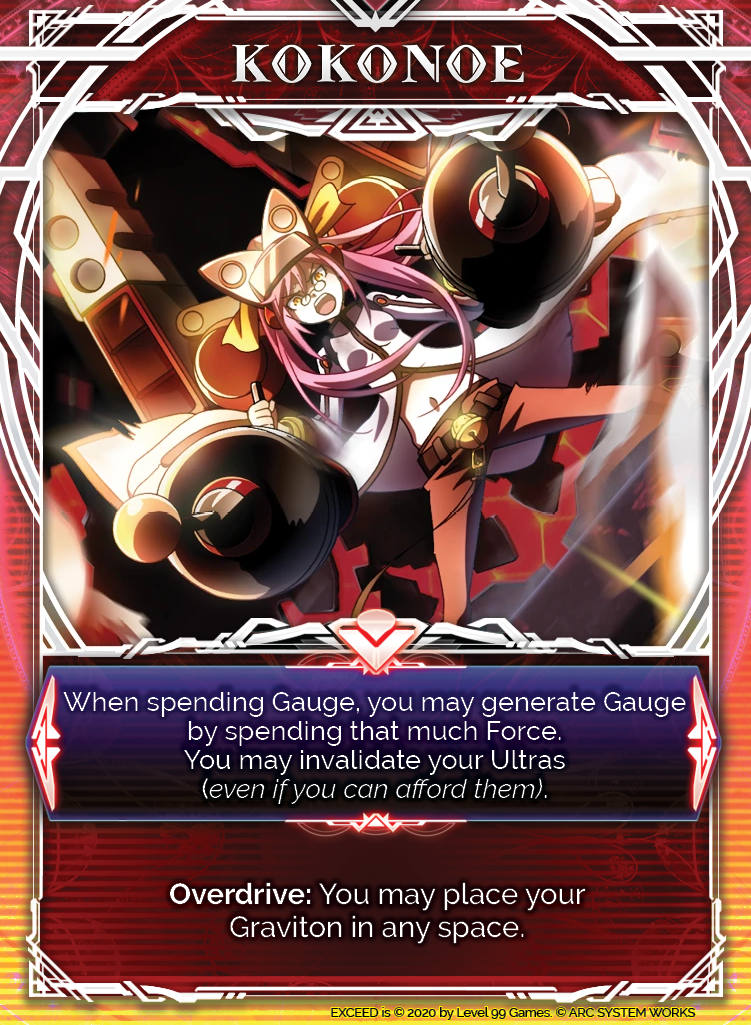 KOKONOE
When spending Gauge, you may generate Gauge
by spending that much Force.
You may invalidate your Ultras
(even if you can afford them).
Overdrive: You may place your
Graviton in any space.
EXCEED is © 2020 by Level 99 Games. © ARC SYSTEM WORKS